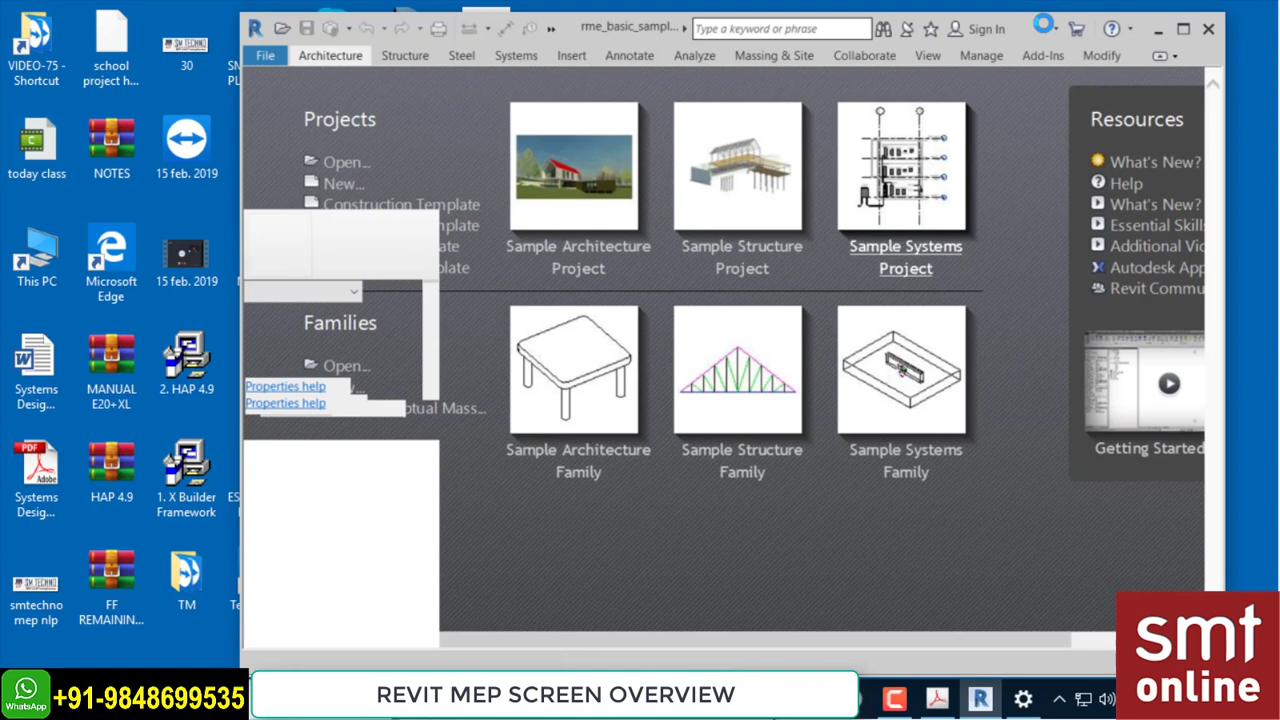 VIDEO-75 -
Shortcut
school
project h...
30
today class
NOTES
15 feb. 2019
This PC
Microsoft
Edge
15 feb. 2019
Systems
Desig...
MANUAL
E20+XL
2. HAP 4.9
Systems
Desig...
HAP 4.9
1. X Builder
Framework
smtechno
mep nlp
FF
REMAININ...
TM
rme_basic_sampl...
Type a keyword or phrase
Sign In
File
Architecture
Structure
Steel
Systems
Insert
Annotate
Analyze
Massing & Site
Collaborate
View
Manage
Add-Ins
Modify
Projects
Open...
New...
Construction Template
Families
Open...
Properties help
Properties help
Sample Architecture
Project
Sample Structure
Project
Sample Systems
Project
Sample Architecture
Family
Sample Structure
Family
Sample Systems
Family
Resources
What's New?
Help
What's New?
Essential Skills
Additional Vic
Autodesk App
Revit Commu
Getting Started
WhatsApp
+91-9848699535
REVIT MEP SCREEN OVERVIEW
smt
online